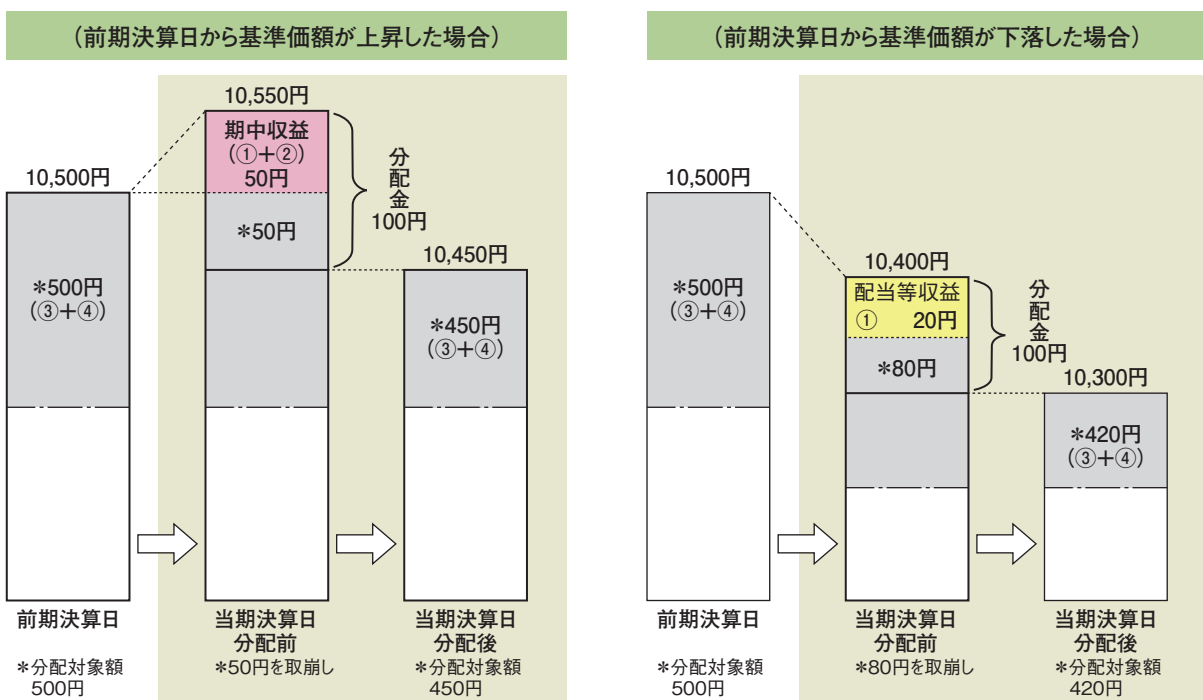 （前期決算日から基準価額が上昇した場合）
10,550円
期中収益
（①＋②）
50円
＊50円
分配金
100円
10,500円
＊500円
（③＋④）
10,450円
＊450円
（③＋④）
前期決算日
＊分配対象額
500円
当期決算日
分配前
＊50円を取崩し
当期決算日
分配後
＊分配対象額
450円
（前期決算日から基準価額が下落した場合）
10,500円
＊500円
（③＋④）
10,400円
配当等収益
① 20円
＊80円
分配金
100円
10,300円
＊420円
（③＋④）
前期決算日
＊分配対象額
500円
当期決算日
分配前
＊80円を取崩し
当期決算日
分配後
＊分配対象額
420円